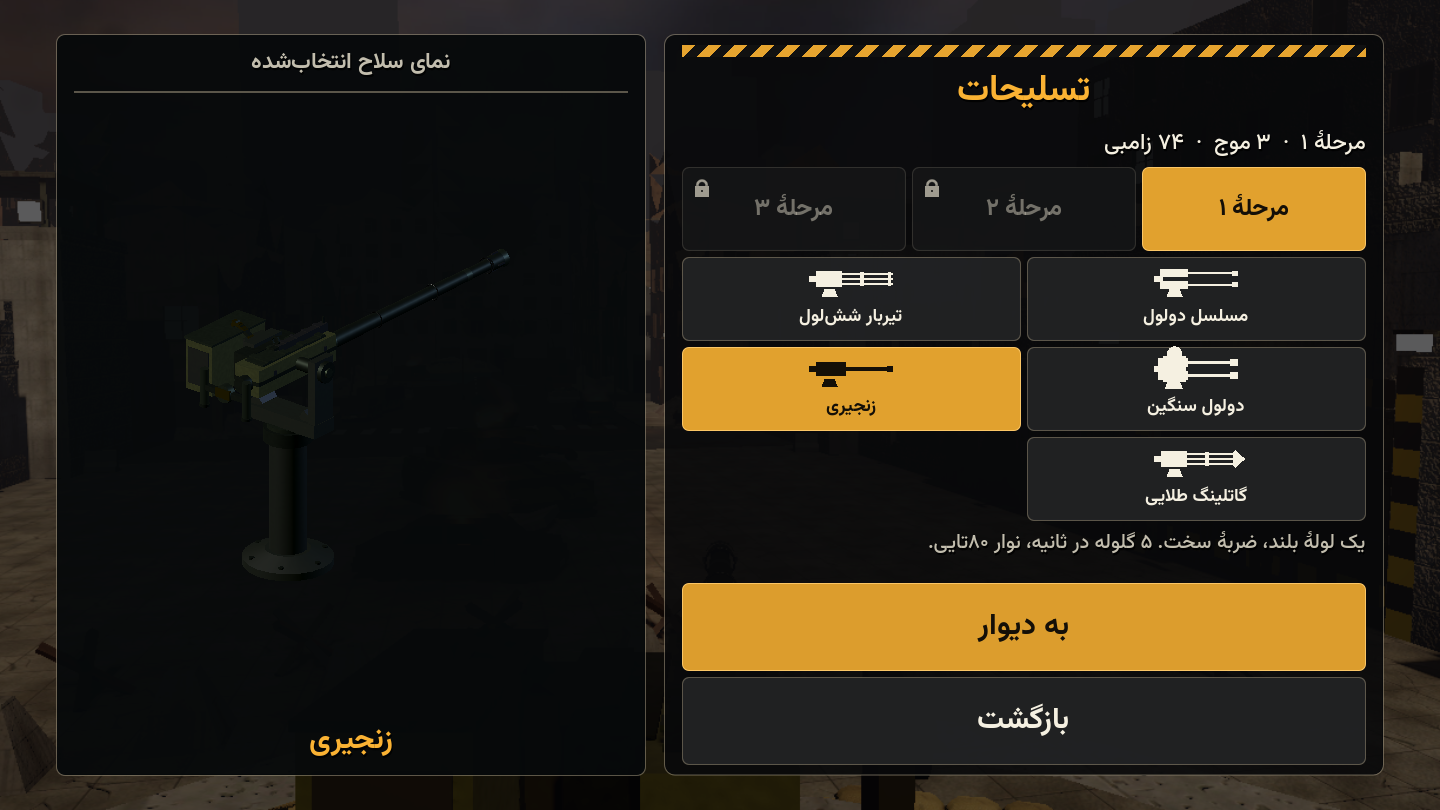 تسلیحات
مرحلهٔ ۱ · ۳ موج · ۷۴ زامبی
مرحلهٔ ۱
مرحلهٔ ۲
مرحلهٔ ۳
مسلسل دولول
تیربار شش‌لول
دولول سنگین
زنجیری
گاتلینگ طلایی
یک لولهٔ بلند، ضربهٔ سخت. ۵ گلوله در ثانیه، نوار ۸۰تایی.
به دیوار
بازگشت
نمای سلاح انتخاب‌شده
زنجیری